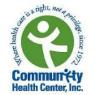 Where health care is a right, not a privilege, since 1972.
Community
Health Center, Inc.